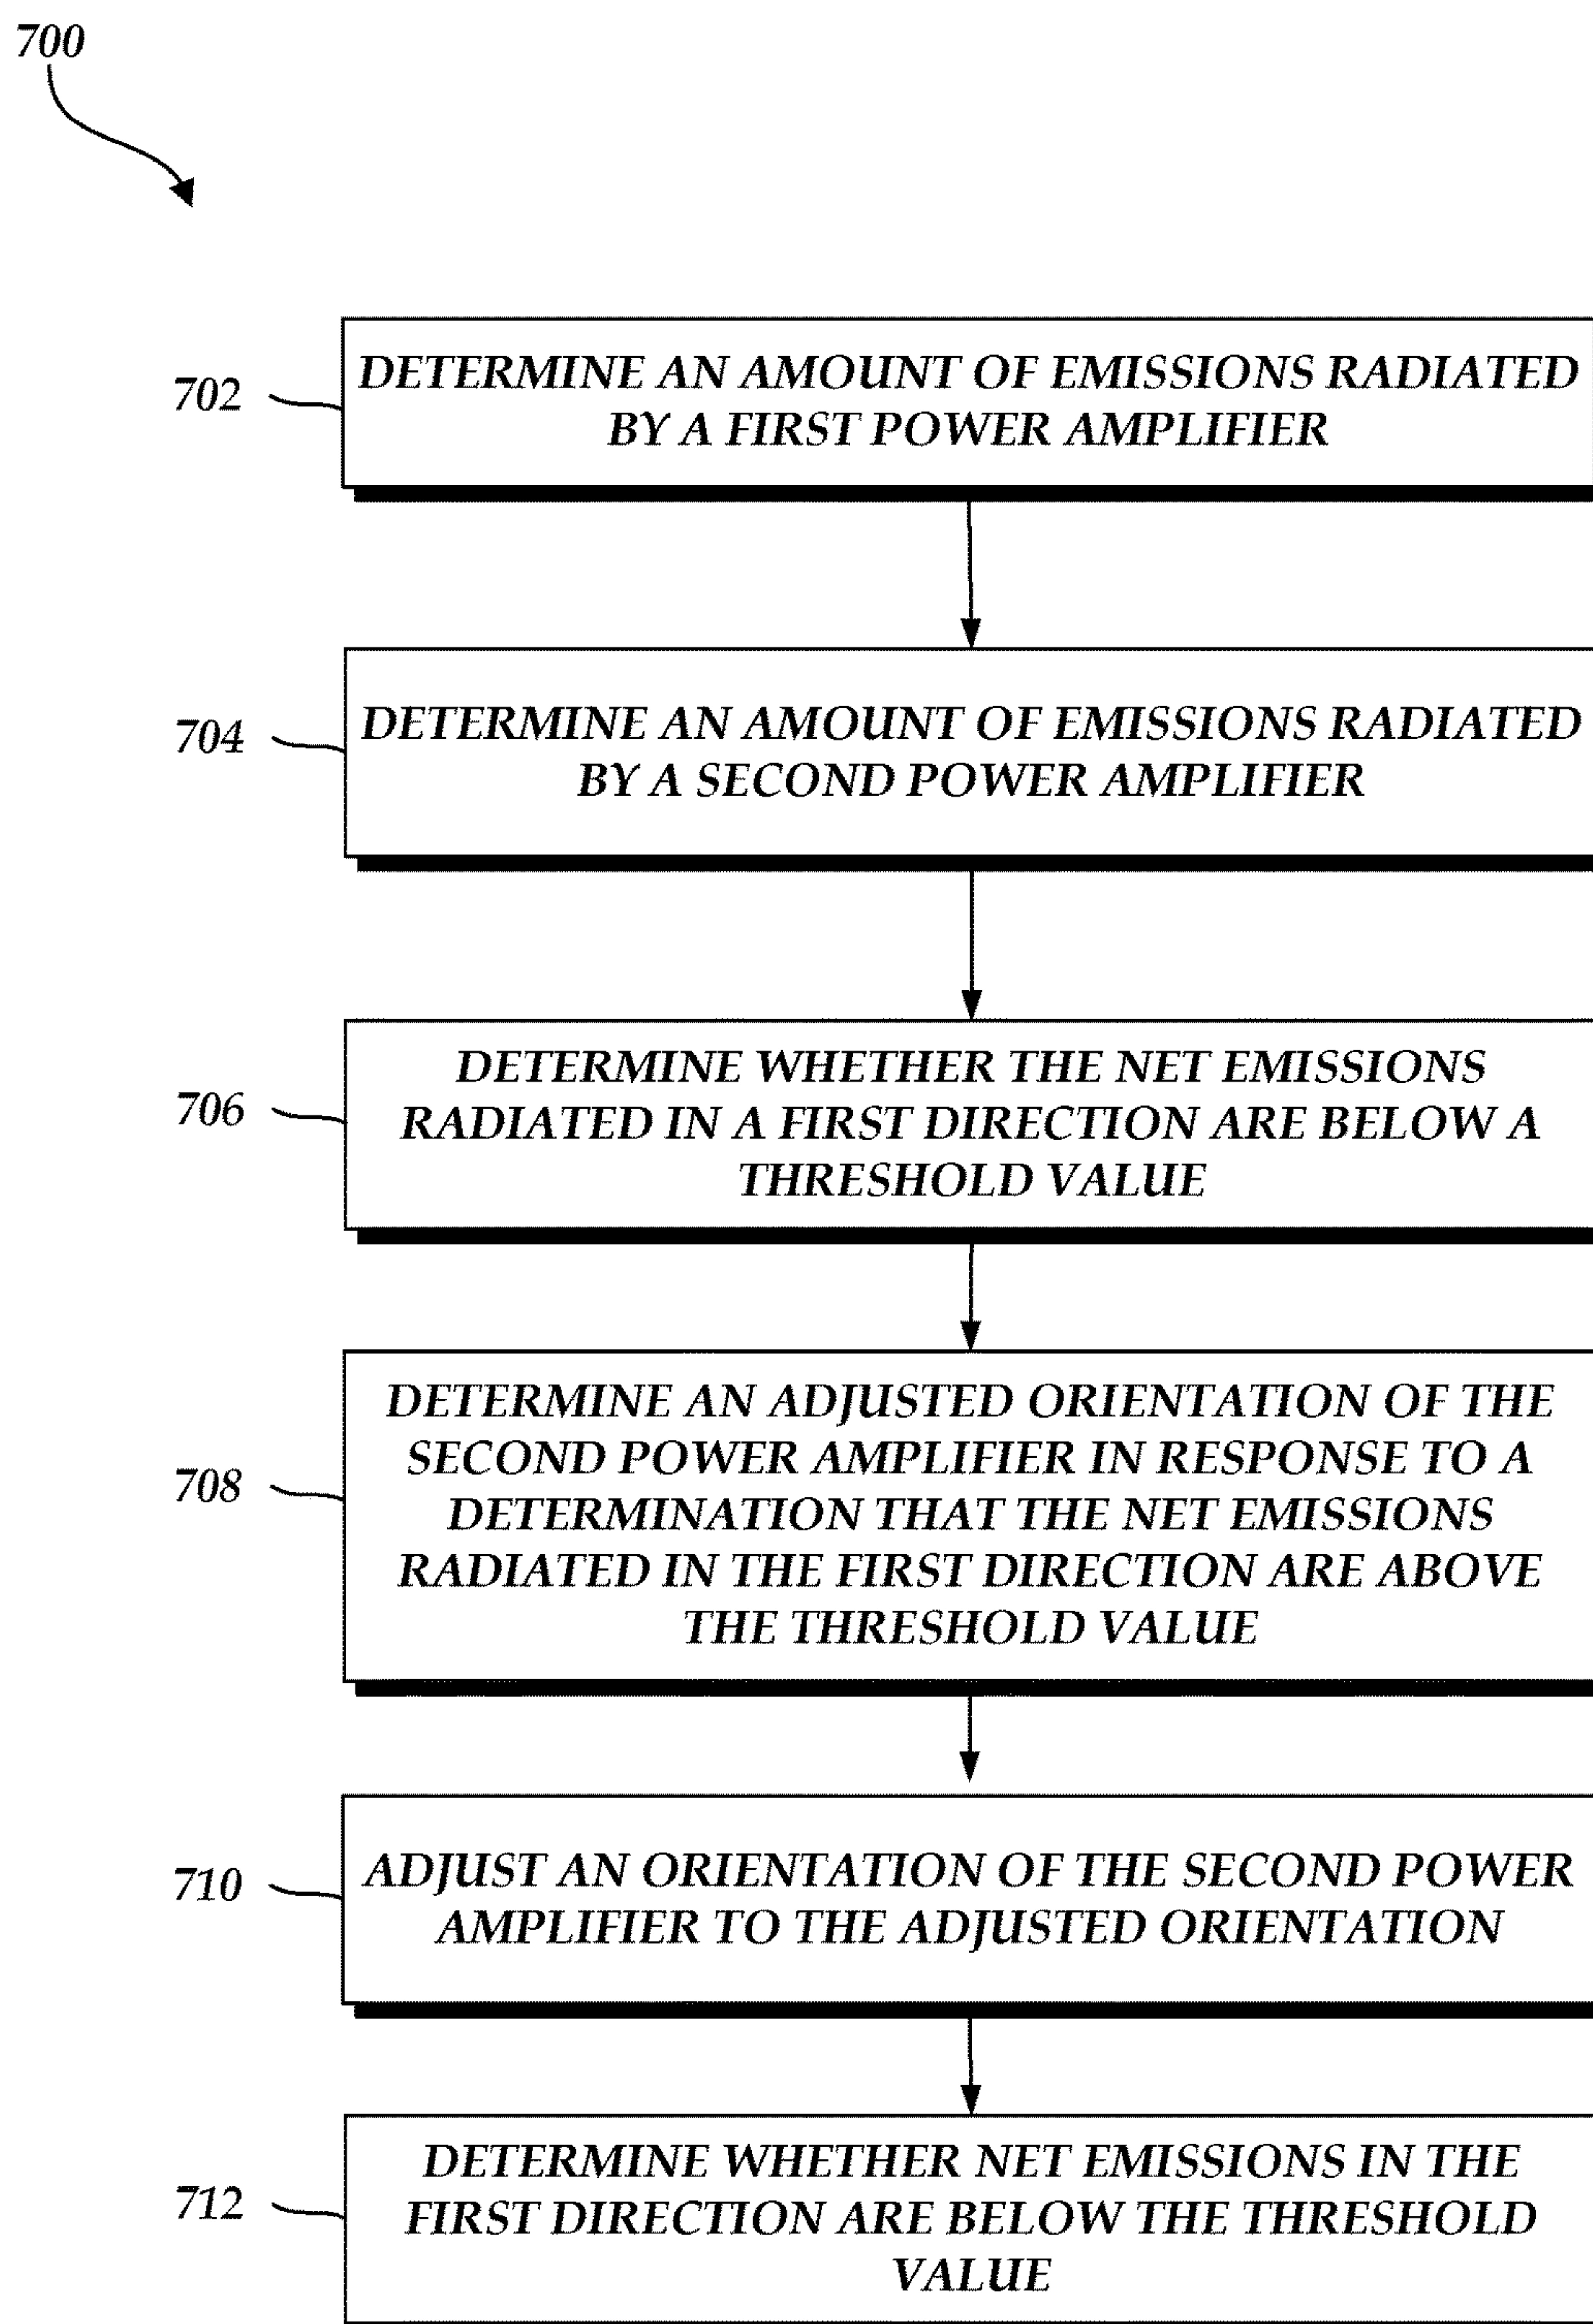 700
702
DETERMINE AN AMOUNT OF EMISSIONS RADIATED
BY A FIRST POWER AMPLIFIER
704
DETERMINE AN AMOUNT OF EMISSIONS RADIATED
BY A SECOND POWER AMPLIFIER
706
DETERMINE WHETHER THE NET EMISSIONS
RADIATED IN A FIRST DIRECTION ARE BELOW A
THRESHOLD VALUE
708
DETERMINE AN ADJUSTED ORIENTATION OF THE
SECOND POWER AMPLIFIER IN RESPONSE TO A
DETERMINATION THAT THE NET EMISSIONS
RADIATED IN THE FIRST DIRECTION ARE ABOVE
THE THRESHOLD VALUE
710
ADJUST AN ORIENTATION OF THE SECOND POWER
AMPLIFIER TO THE ADJUSTED ORIENTATION
712
DETERMINE WHETHER NET EMISSIONS IN THE
FIRST DIRECTION ARE BELOW THE THRESHOLD
VALUE